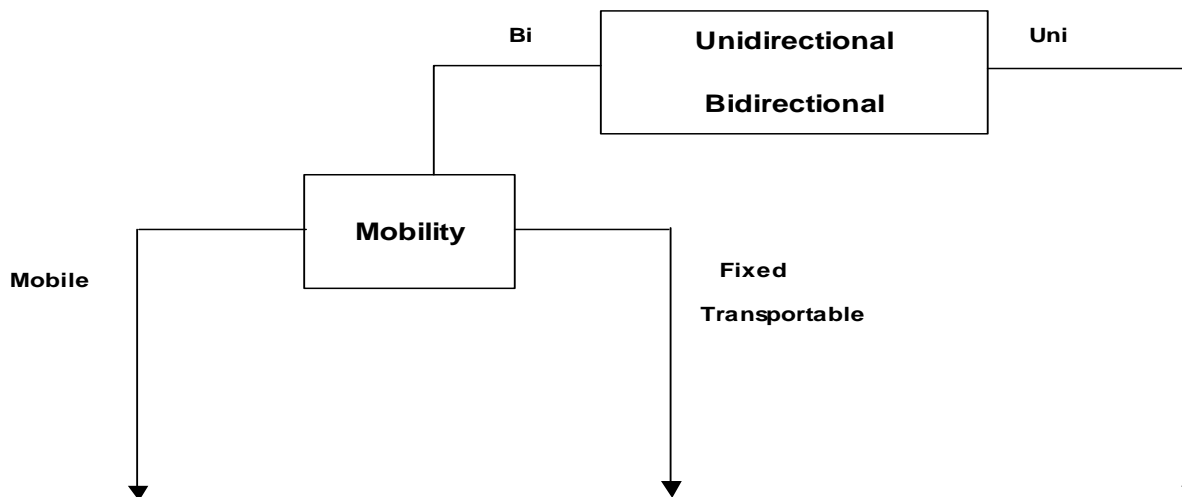 Bi
Unidirectional
Bidirectional
Uni
Mobility
Mobile
Fixed
Transportable